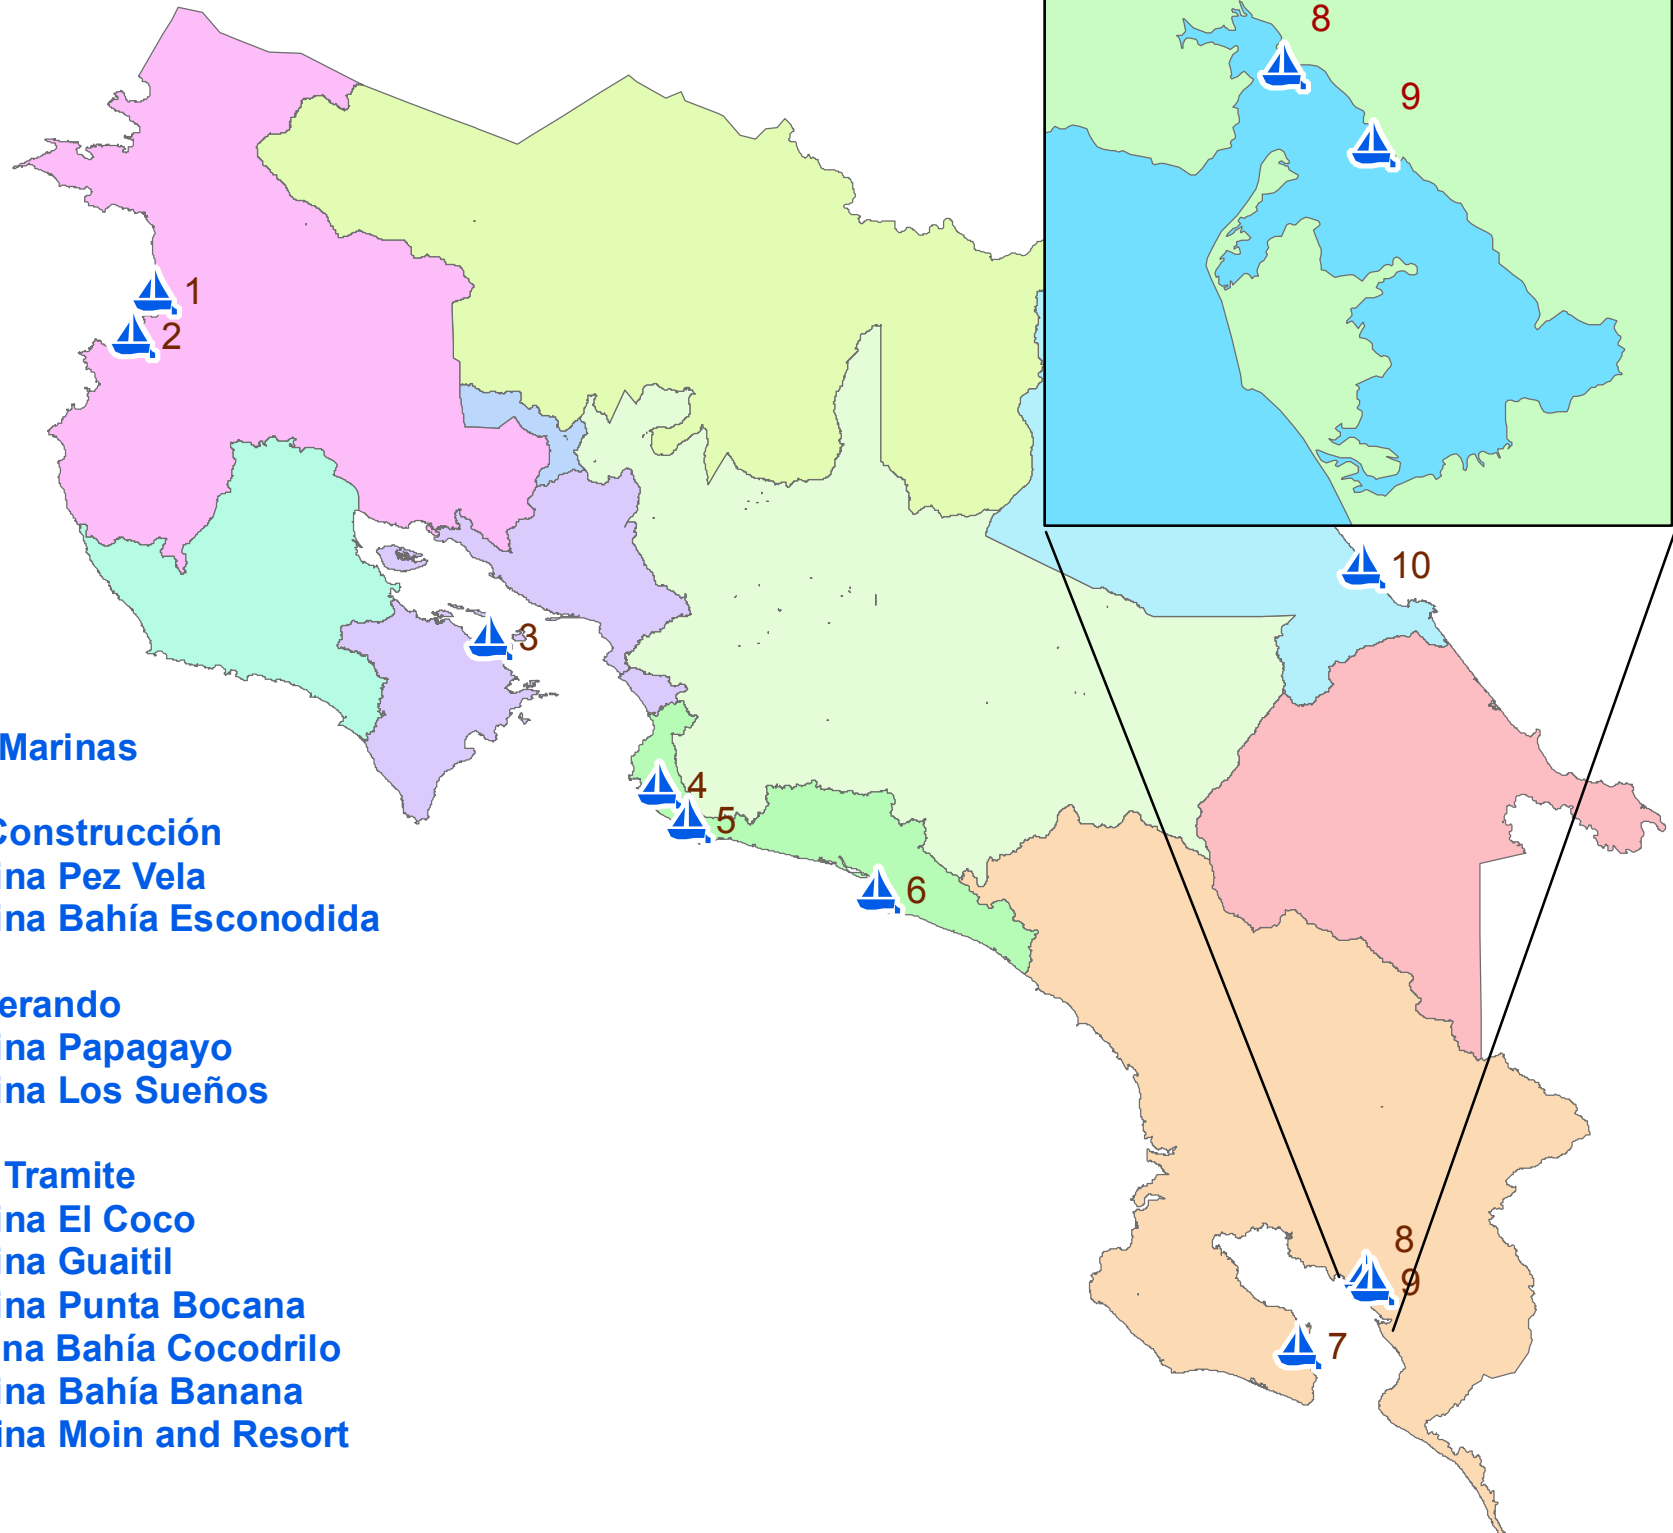 8
9
1
2
10
3
4
5
6
8
9
7
Marinas
Construcción
ina Pez Vela
ina Bahía Esconodida
erando
ina Papagayo
ina Los Sueños
Tramite
ina El Coco
ina Guaitil
ina Punta Bocana
na Bahía Cocodrilo
ina Bahía Banana
ina Moin and Resort